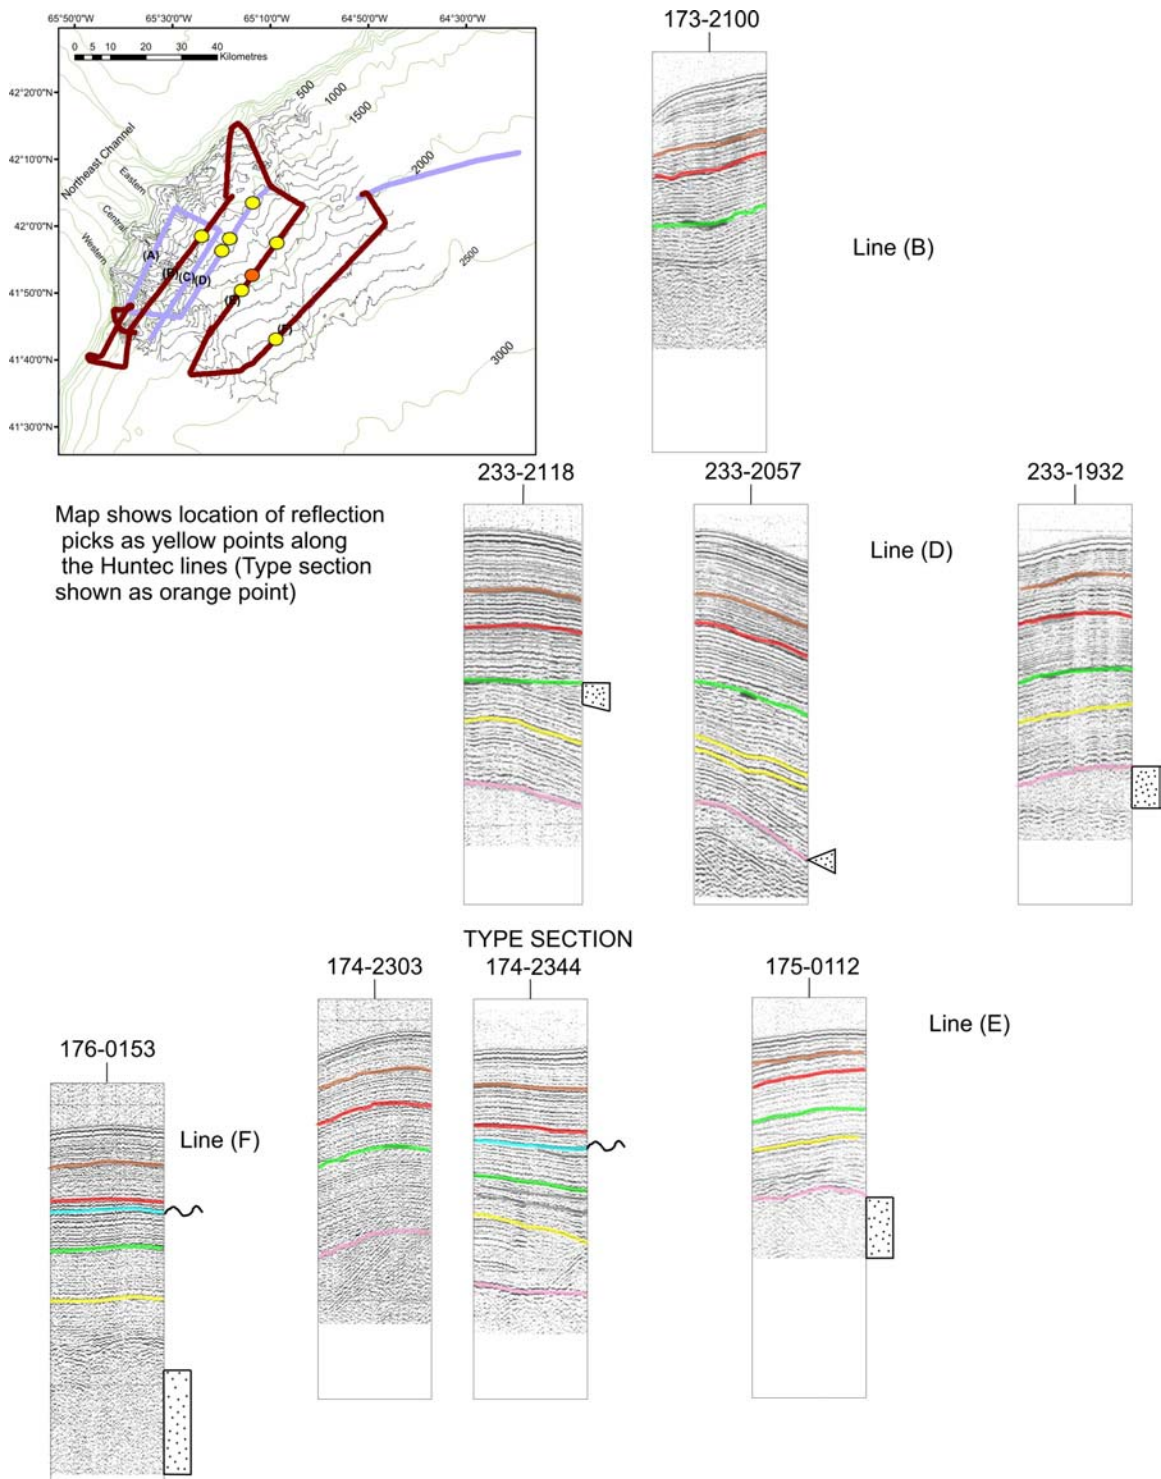 65°50'0"W 65°30'0"W 65°10'0"W 64°50'0"W 64°30'0"W
0 5 10 20 30 40
Kilometres
42°20'0"N
42°10'0"N
42°0'0"N
41°50'0"N
41°40'0"N
41°30'0"N
Northeast Channel
Eastern
Central
Western
500
1000
1500
2000
2500
3000
(A)
(B)
(C)
(D)
(E)
(F)
173-2100
Line (B)
Map shows location of reflection
picks as yellow points along
the Huntec lines (Type section
shown as orange point)
233-2118
233-2057
233-1932
Line (D)
TYPE SECTION
174-2303
174-2344
175-0112
Line (E)
176-0153
Line (F)